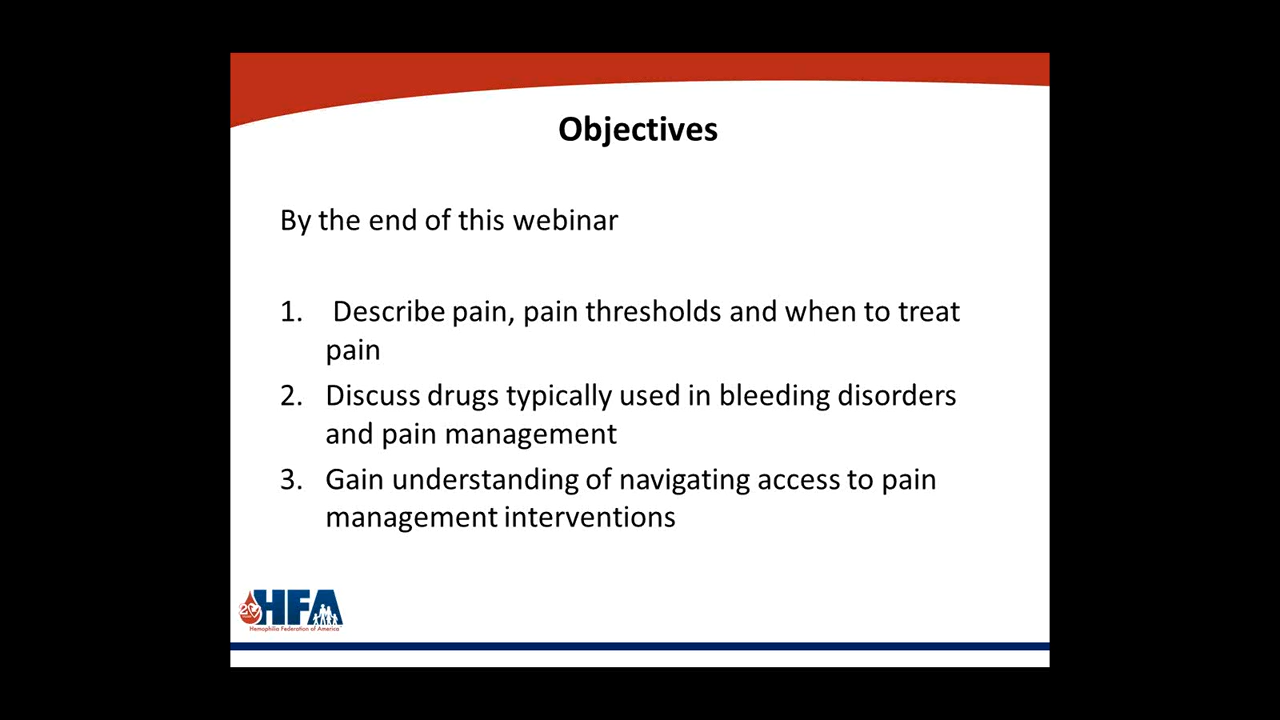 Objectives
By the end of this webinar
1. Describe pain, pain thresholds and when to treat
pain
2. Discuss drugs typically used in bleeding disorders
and pain management
3. Gain understanding of navigating access to pain
management interventions
HFA
Hemophilia Federation of America